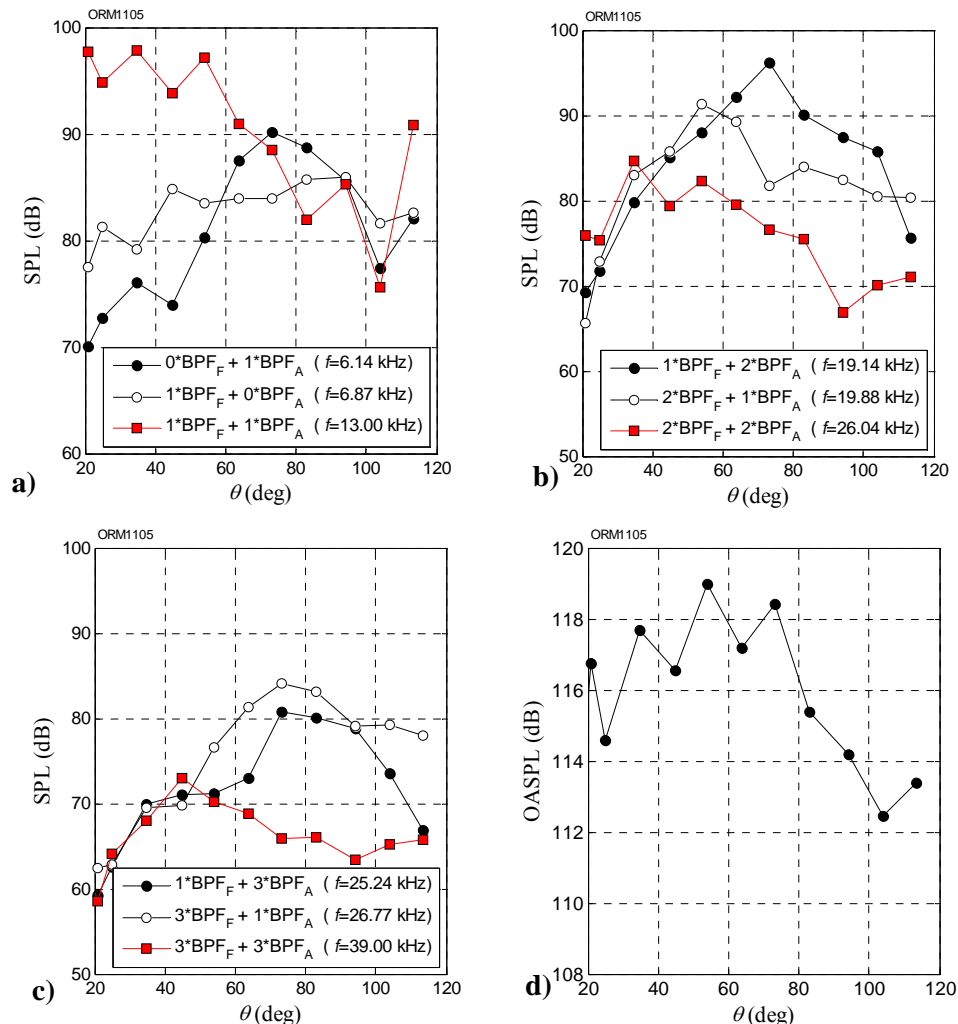 ORM1105
100
90
80
70
60
SPL (dB)
0*BPF_F + 1*BPF_A ( f=6.14 kHz)
1*BPF_F + 0*BPF_A ( f=6.87 kHz)
1*BPF_F + 1*BPF_A ( f=13.00 kHz)
20 40 60 80 100 120
θ (deg)
a)
ORM1105
100
90
80
70
60
50
SPL (dB)
1*BPF_F + 2*BPF_A ( f=19.14 kHz)
2*BPF_F + 1*BPF_A ( f=19.88 kHz)
2*BPF_F + 2*BPF_A ( f=26.04 kHz)
20 40 60 80 100 120
θ (deg)
b)
ORM1105
100
90
80
70
60
50
SPL (dB)
1*BPF_F + 3*BPF_A ( f=25.24 kHz)
3*BPF_F + 1*BPF_A ( f=26.77 kHz)
3*BPF_F + 3*BPF_A ( f=39.00 kHz)
20 40 60 80 100 120
θ (deg)
c)
ORM1105
120
118
116
114
112
110
108
OASPL (dB)
20 40 60 80 100 120
θ (deg)
d)